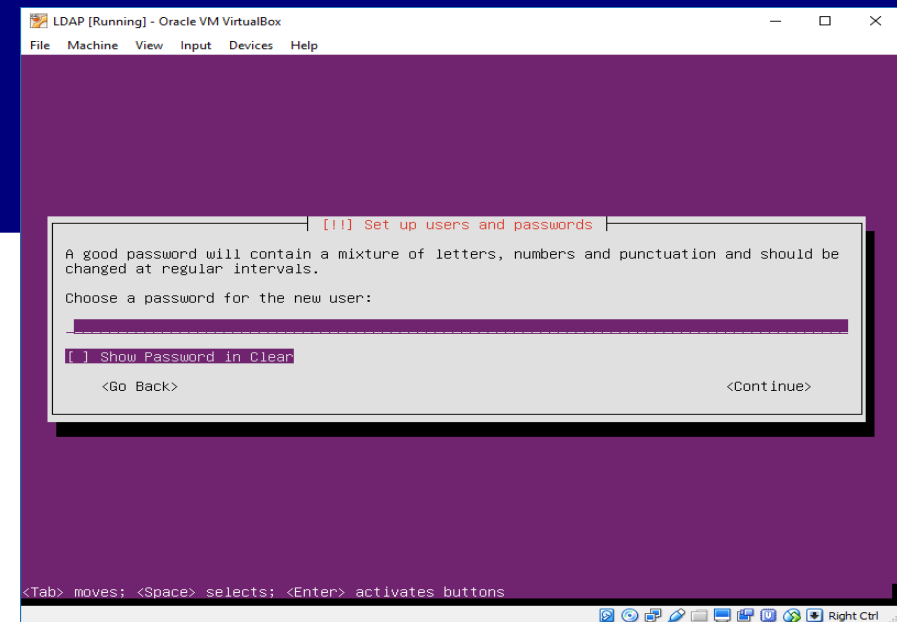 LDAP [Running] - Oracle VM VirtualBox
File Machine View Input Devices Help
[!!] Set up users and passwords
A good password will contain a mixture of letters, numbers and punctuation and should be
changed at regular intervals.
Choose a password for the new user:
[ ] Show Password in Clear
<Go Back> <Continue>
<Tab> moves; <Space> selects; <Enter> activates buttons
Right Ctrl